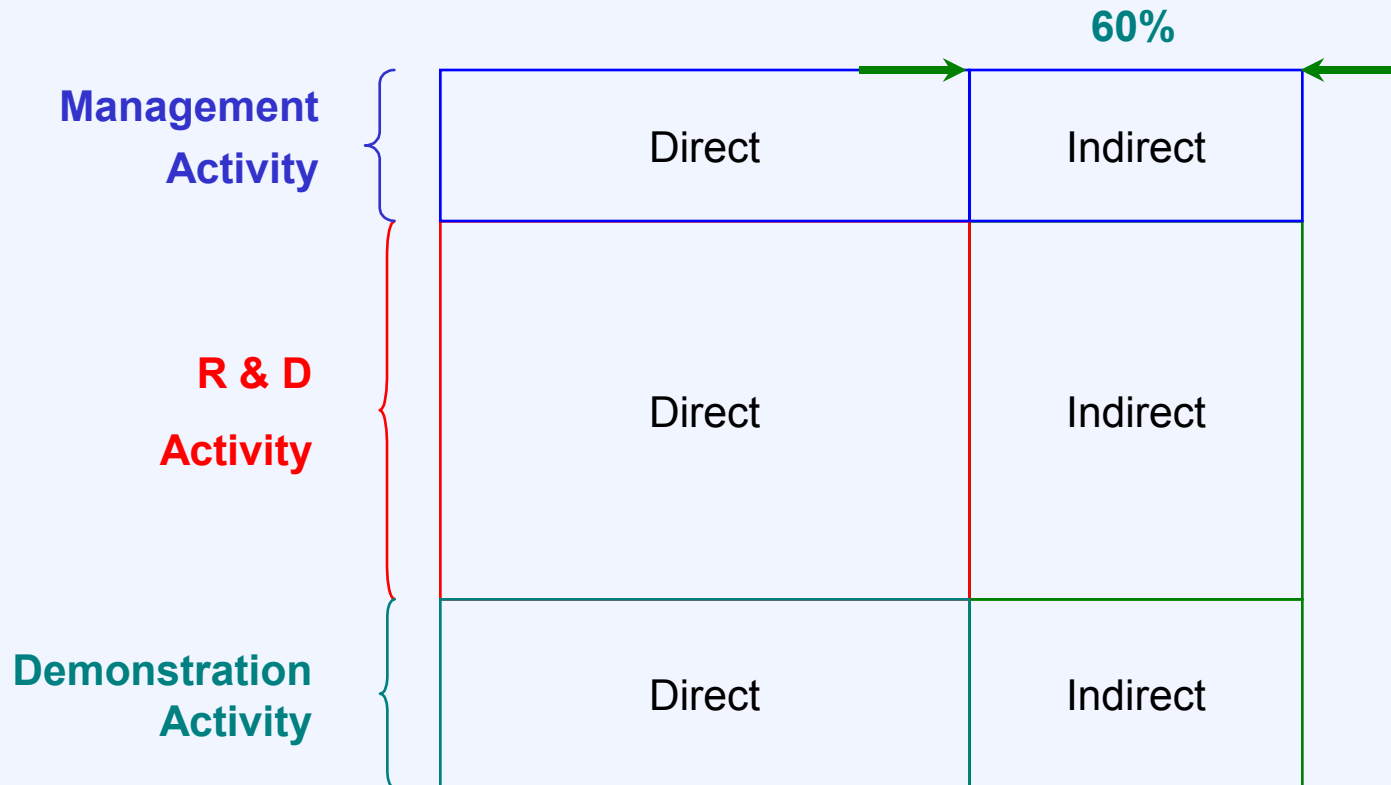 60%
Management
Activity
Direct
Indirect
R & D
Activity
Direct
Indirect
Demonstration
Activity
Direct
Indirect